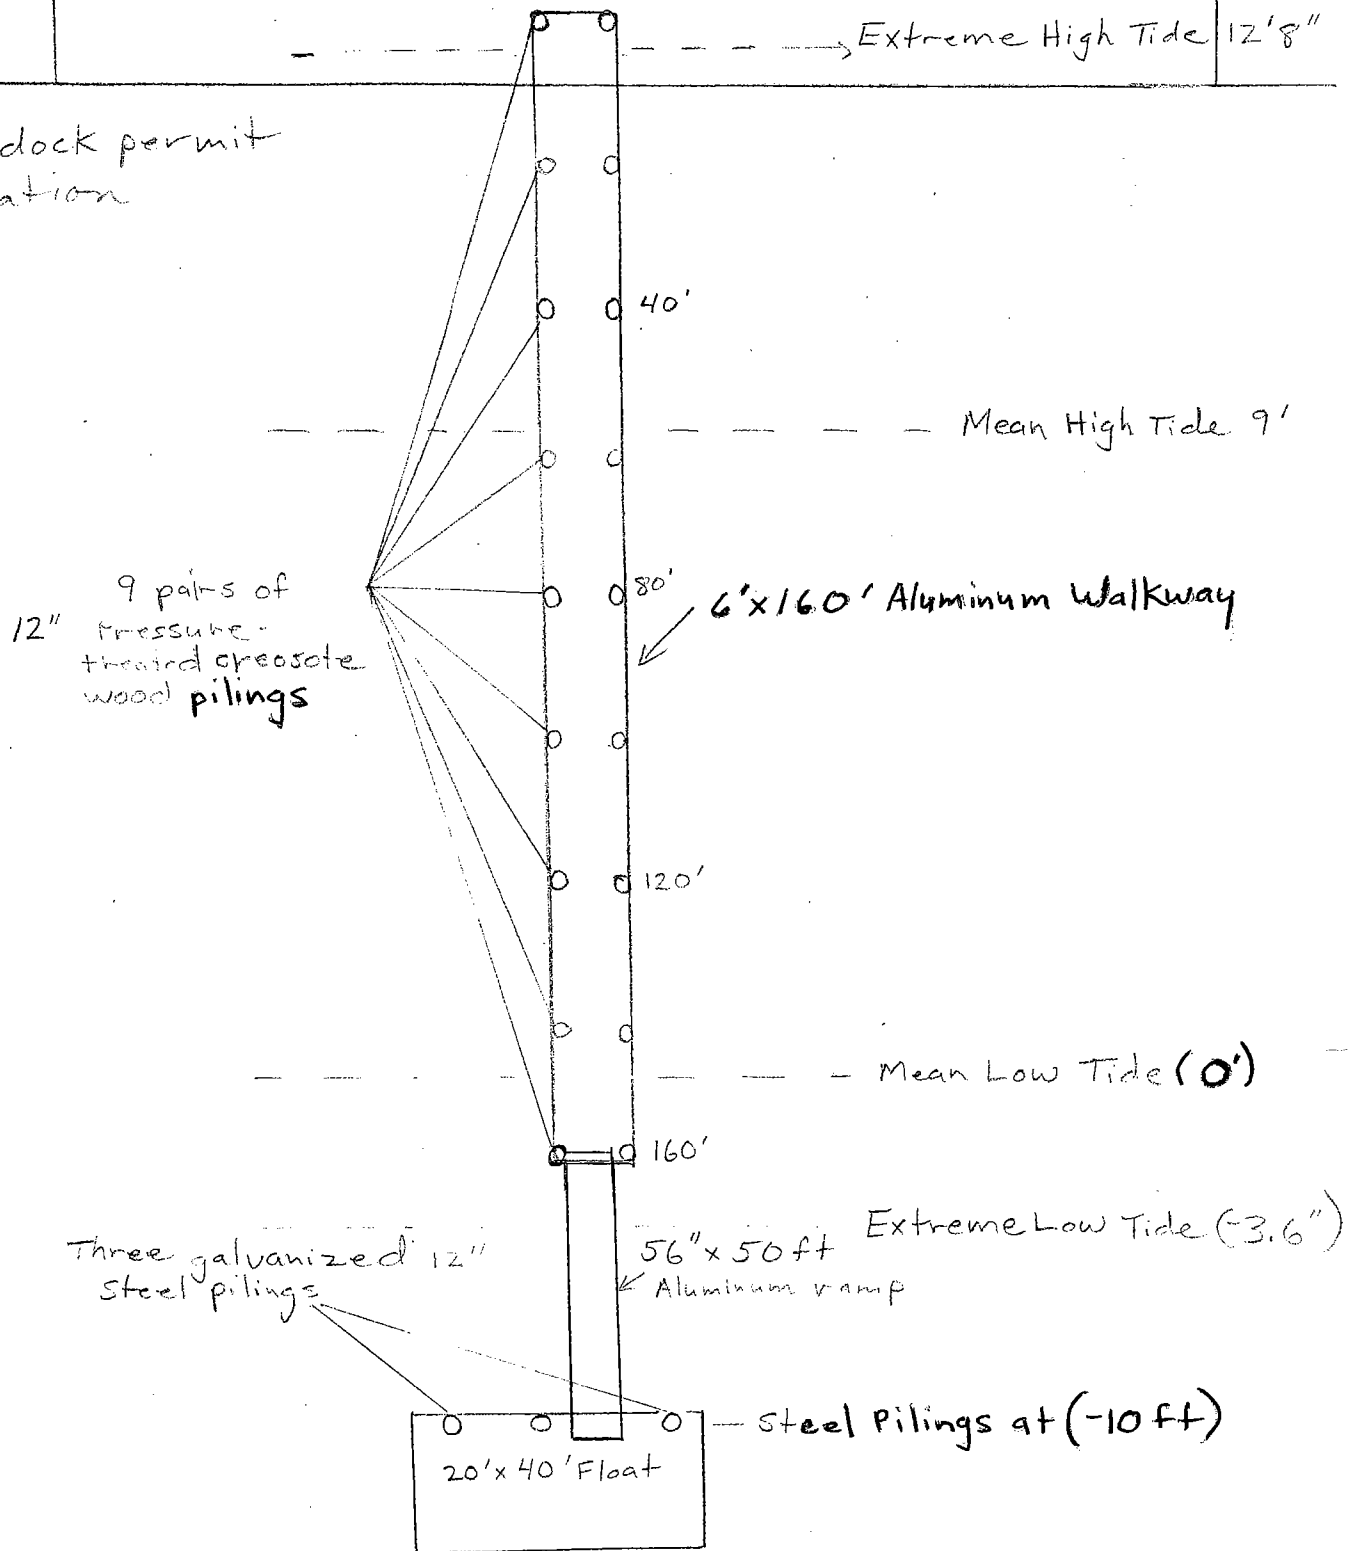 Extreme High Tide 12'8"
dock permit
ation
40'
Mean High Tide 9'
9 pairs of
12" Pressure-
treated creosote
wood pilings
80'
6'x160' Aluminum Walkway
120'
Mean Low Tide (0')
160'
Extreme Low Tide (-3.6")
Three galvanized 12"
Steel pilings
56"x 50 ft
Aluminum ramp
Steel Pilings at (-10 ft)
20'x 40' Float